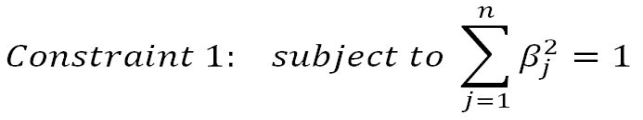 Constraint 1: subject to ∑_{j=1}^{n} β_j^2 = 1